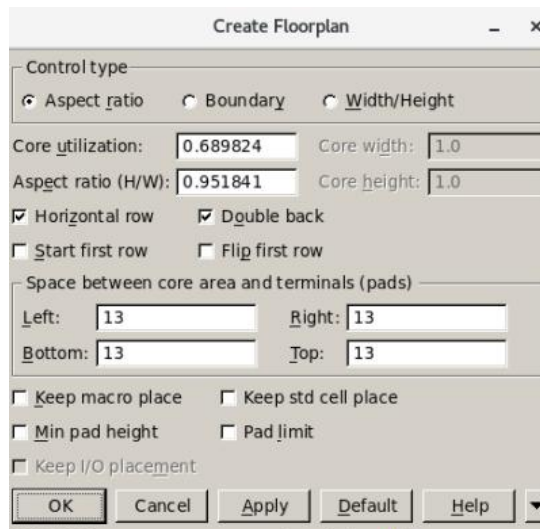 Create Floorplan
Control type
Aspect ratio Boundary Width/Height
Core utilization: 0.689824 Core width: 1.0
Aspect ratio (H/W): 0.951841 Core height: 1.0
Horizontal row Double back
Start first row Flip first row
Space between core area and terminals (pads)
Left: 13 Right: 13
Bottom: 13 Top: 13
Keep macro place Keep std cell place
Min pad height Pad limit
Keep I/O placement
OK Cancel Apply Default Help